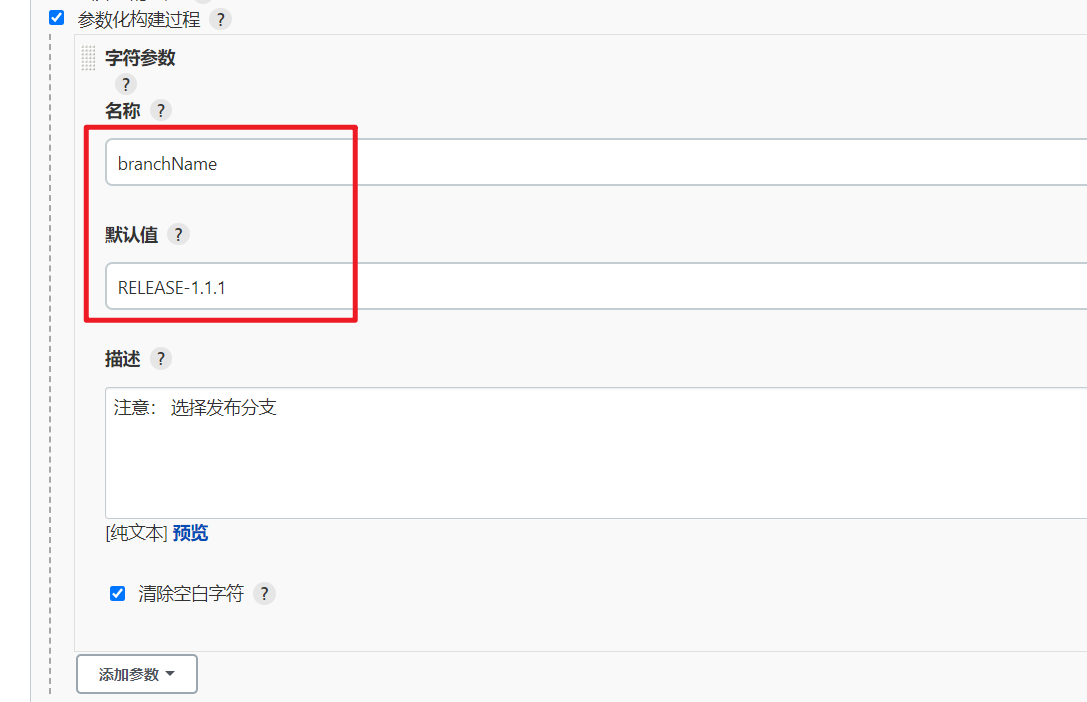 参数化构建过程 ?
字符参数
?
名称 ?
branchName
默认值 ?
RELEASE-1.1.1
描述 ?
注意： 选择发布分支
[纯文本] 预览
清除空白字符 ?
添加参数